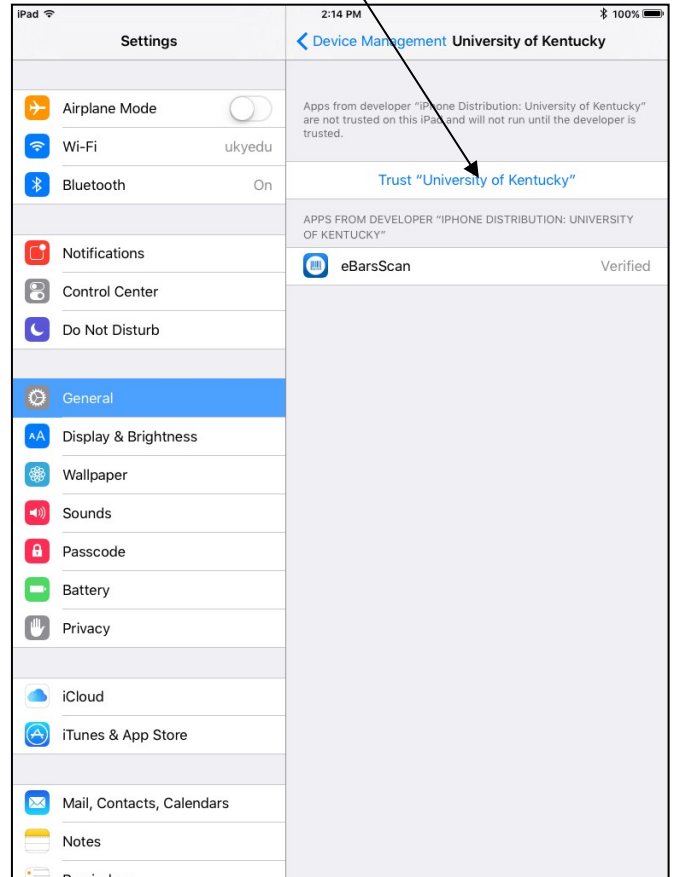 iPad
2:14 PM
100%
Settings
Device Management
University of Kentucky
Airplane Mode
Wi-Fi
ukyedu
Bluetooth
On
Notifications
Control Center
Do Not Disturb
General
AA
Display & Brightness
Wallpaper
Sounds
Passcode
Battery
Privacy
iCloud
iTunes & App Store
Mail, Contacts, Calendars
Notes
Apps from developer “iPhone Distribution: University of Kentucky”
are not trusted on this iPad and will not run until the developer is
trusted.
Trust “University of Kentucky”
APPS FROM DEVELOPER “IPHONE DISTRIBUTION: UNIVERSITY
OF KENTUCKY”
eBarsScan
Verified